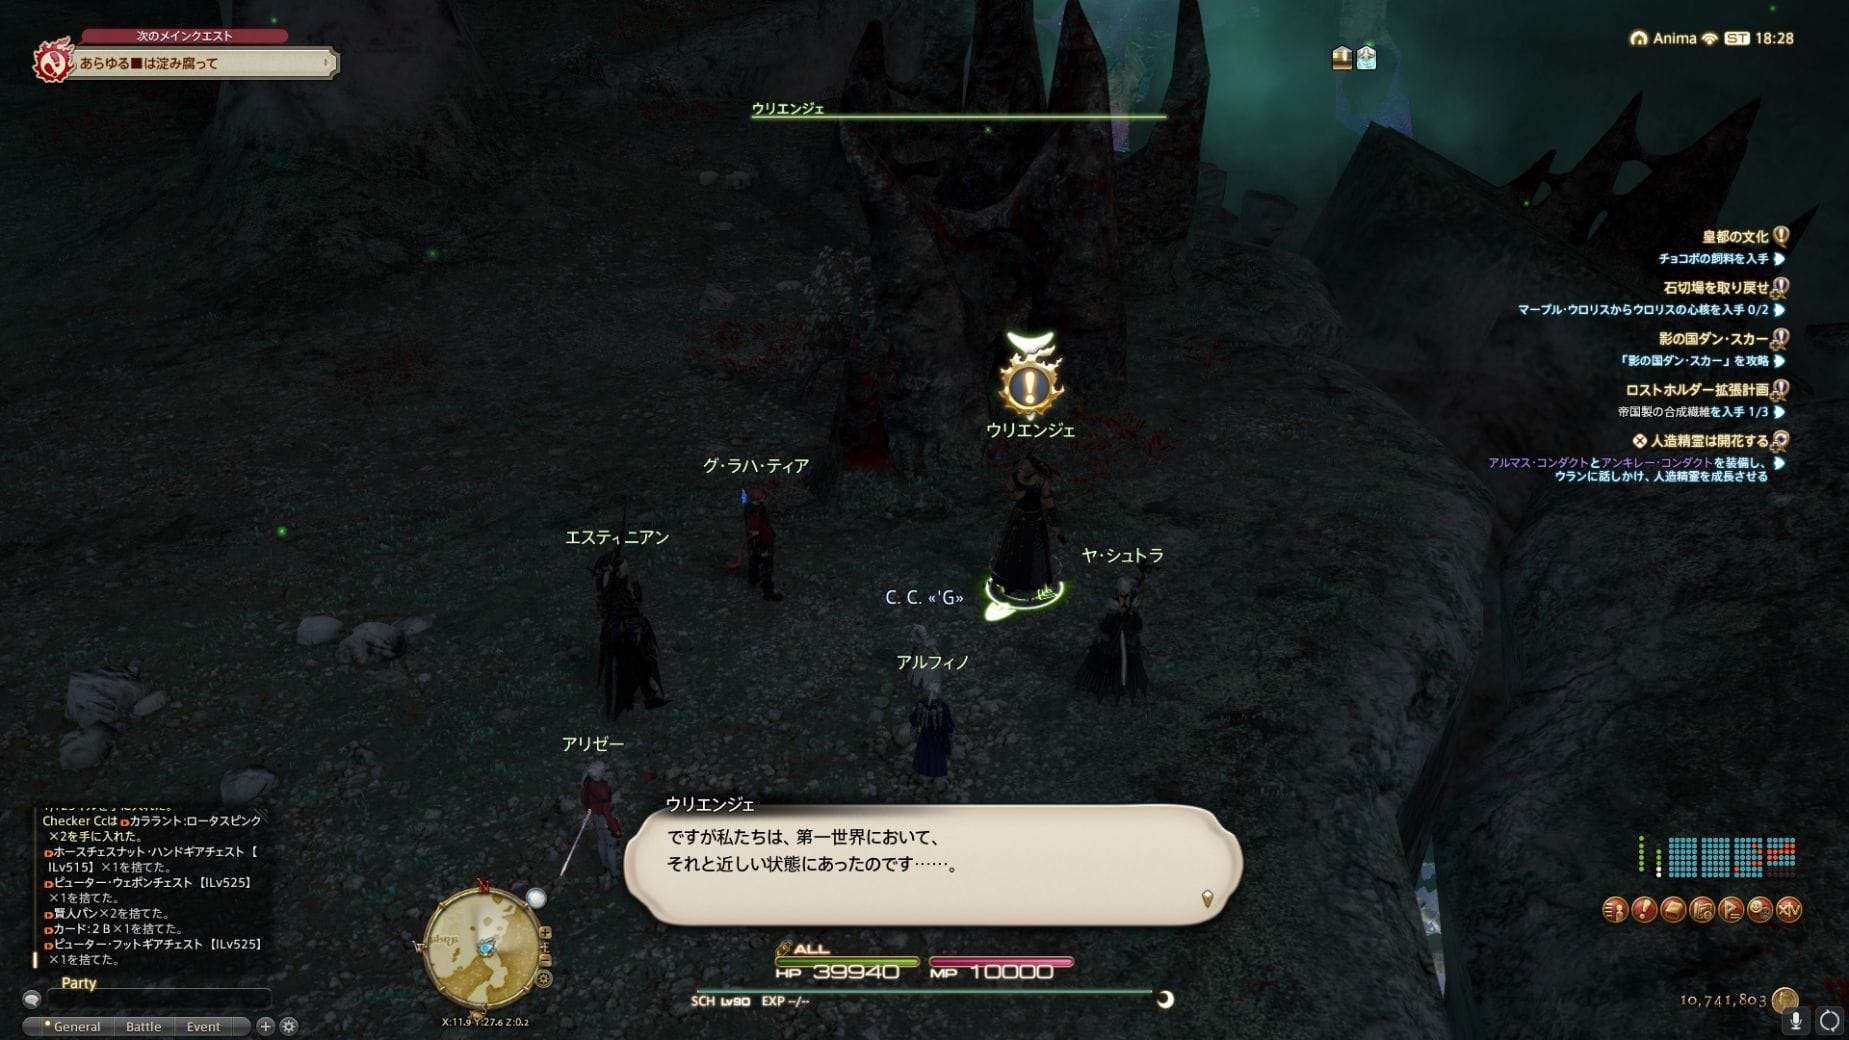 次のメインクエスト
あらゆる■は淀み腐って
Anima ST 18:28
ウリエンジェ
皇都の文化
チョコボの飼料を入手
石切場を取り戻せ
マーブル・ウロリスからウロリスの心核を入手 0/2
影の国ダン・スカー
「影の国ダン・スカー」を攻略
ロストホルダー拡張計画
帝国製の合成繊維を入手 1/3
人造精霊は開花する
アルマス・コンダクトとアンキレー・コンダクトを装備し、
ウランに話しかけ、人造精霊を成長させる
ウリエンジェ
グ・ラハ・ティア
エスティニアン
ヤ・シュトラ
C. C. «'G»
アルフィノ
アリゼー
ウリエンジェ
ですが私たちは、第一世界において、
それと近しい状態にあったのです……。
Checker Ccは カララント:ロータスピンク
×2を手に入れた。
ホースチェスナット・ハンドギアチェスト【
ILv515】×1を捨てた。
ピューター・ウェポンチェスト【ILv525】
×1を捨てた。
賢人パン×2を捨てた。
カード:２Ｂ×1を捨てた。
ピューター・フットギアチェスト【ILv525】
×1を捨てた。
Party
General Battle Event
N
X:11.9 Y:27.6 Z:0.2
ALL
HP 39940 MP 10000
SCH Lv90 EXP --/--
XIV
10,741,803